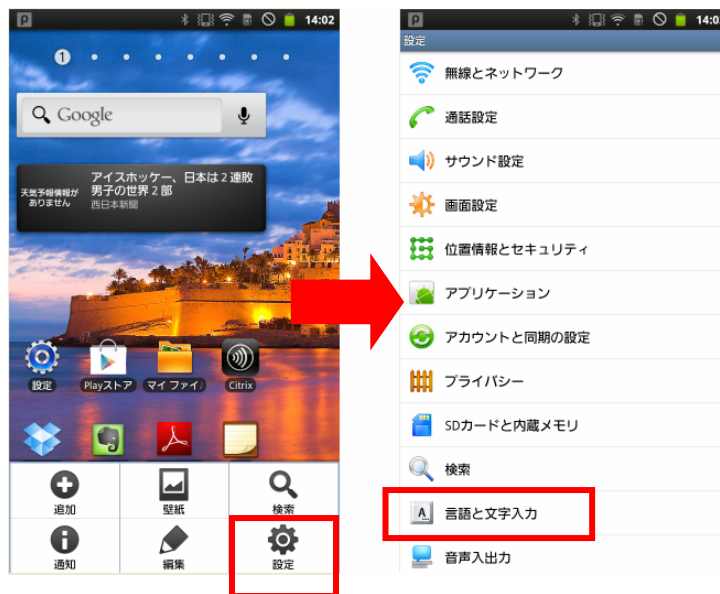 14:02
1
Google
天気予報情報が
ありません
アイスホッケー、日本は2連敗
男子の世界2部
西日本新聞
設定
Playストア
マイ ファイ
Citrix
追加
壁紙
検索
通知
編集
設定
14:0
設定
無線とネットワーク
通話設定
サウンド設定
画面設定
位置情報とセキュリティ
アプリケーション
アカウントと同期の設定
プライバシー
SDカードと内蔵メモリ
検索
A
言語と文字入力
音声入出力